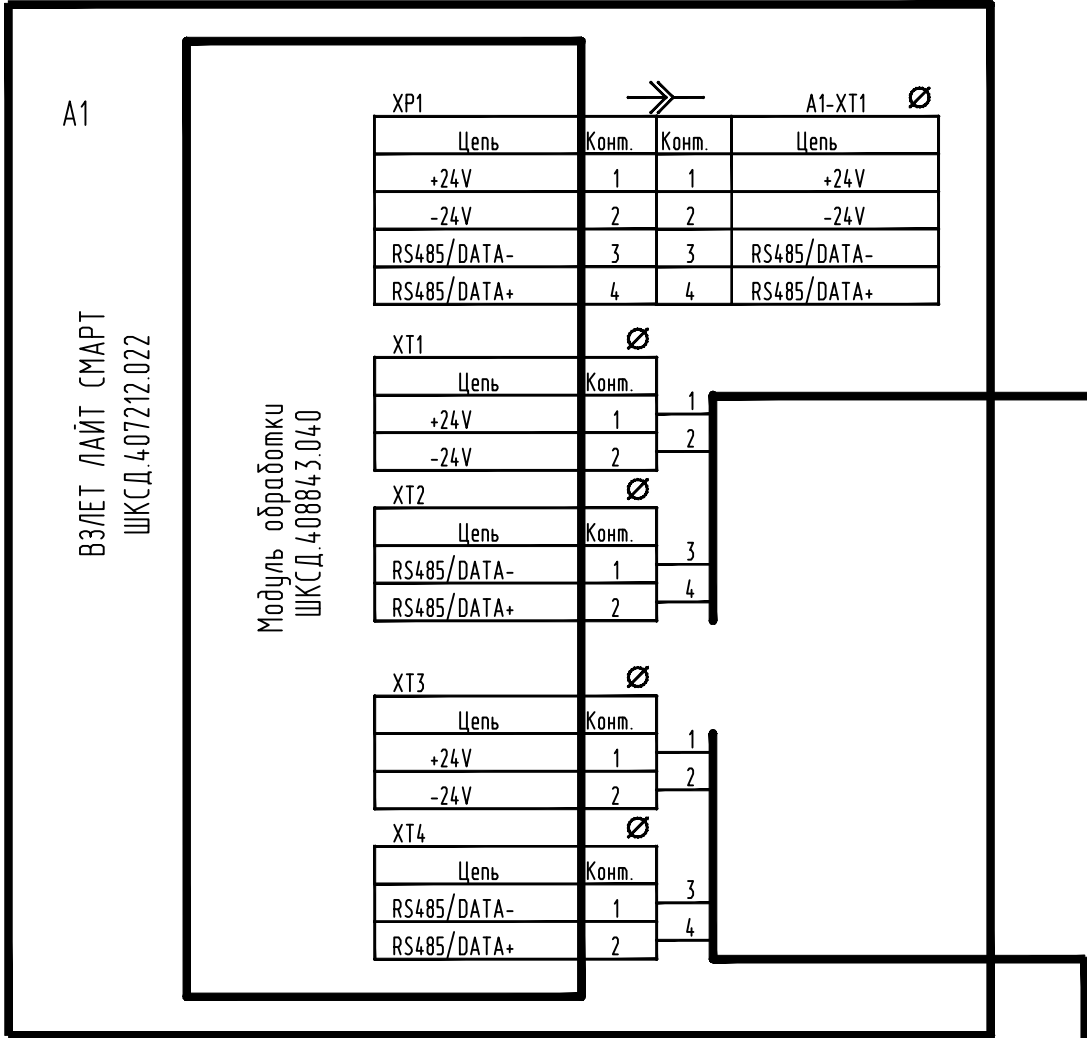 A1
ВЗЛЕТ ЛАЙТ СМАРТ
ШКСД.407212.022
Модуль обработки
ШКСД.408843.040
XP1 A1-XT1
Цепь Конт. Конт. Цепь
+24V 1 1 +24V
-24V 2 2 -24V
RS485/DATA- 3 3 RS485/DATA-
RS485/DATA+ 4 4 RS485/DATA+
XT1
Цепь Конт.
+24V 1 1
-24V 2 2
XT2
Цепь Конт.
RS485/DATA- 1 3
RS485/DATA+ 2 4
XT3
Цепь Конт.
+24V 1 1
-24V 2 2
XT4
Цепь Конт.
RS485/DATA- 1 3
RS485/DATA+ 2 4